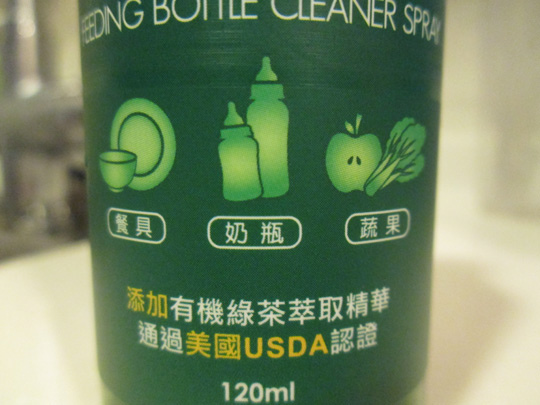 FEEDING BOTTLE CLEANER SPRAY
餐具 奶瓶 蔬果
添加有機綠茶萃取精華
通過美國USDA認證
120ml